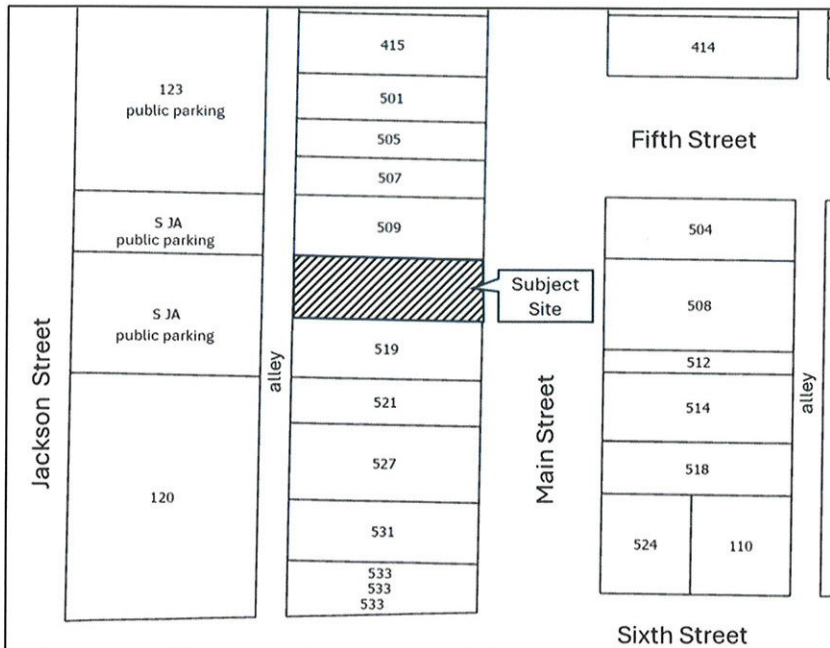 123
public parking
S JA
public parking
S JA
public parking
120
Jackson Street
alley
415
501
505
507
509
Subject
Site
519
521
527
531
533
533
533
Main Street
414
Fifth Street
504
508
512
514
518
524
110
alley
Sixth Street